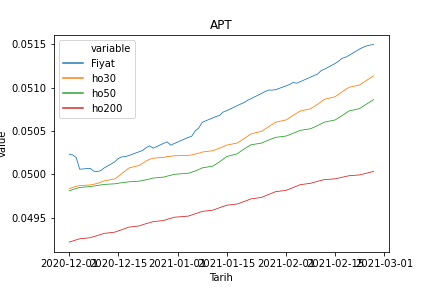 APT
value
0.0515
0.0510
0.0505
0.0500
0.0495
variable
Fiyat
ho30
ho50
ho200
2020-12-01
2020-12-15
2021-01-01
2021-01-15
2021-02-01
2021-02-15
2021-03-01
Tarih